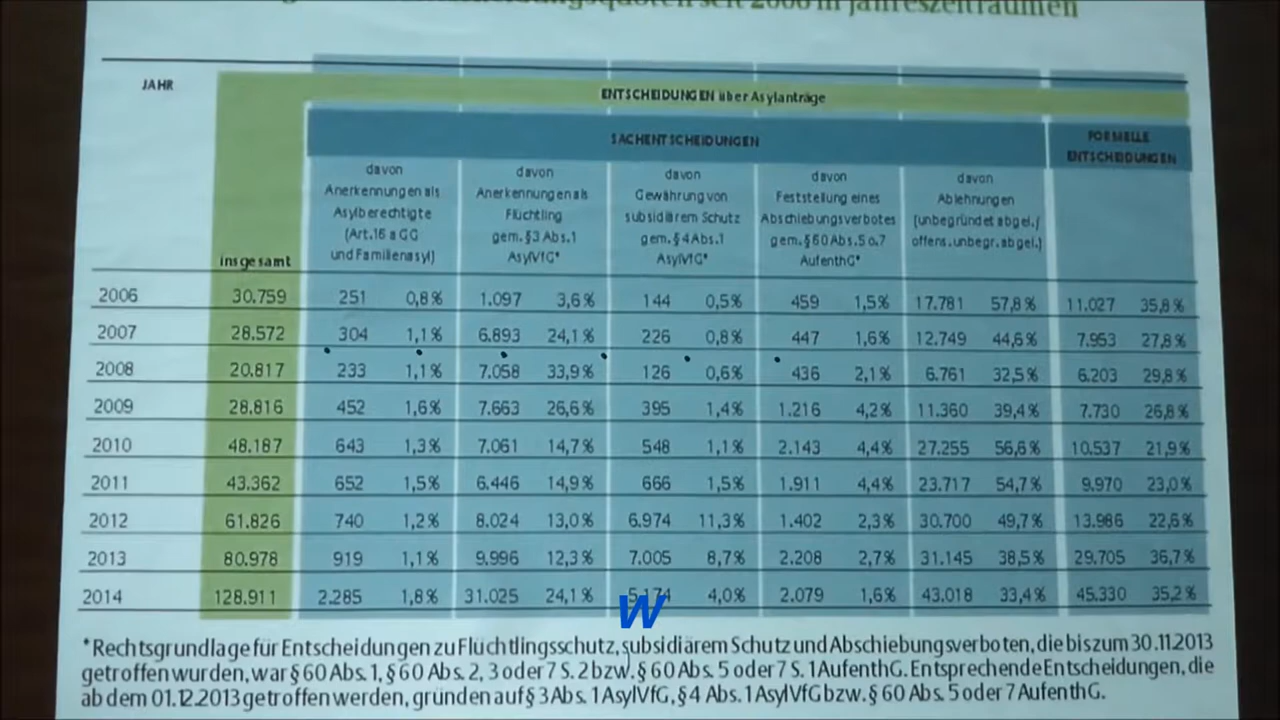 seit 2006 in Jahreszeiträumen
JAHR
ENTSCHEIDUNGEN über Asylanträge
SACHENTSCHEIDUNGEN
FORMELLE
ENTSCHEIDUNGEN
insgesamt
davon
Anerkennungen als
Asylberechtigte
(Art.16 a GG
und Familienasyl)
davon
Anerkennungen als
Flüchtling
gem. § 3 Abs. 1
AsylVfG*
davon
Gewährung von
subsidiärem Schutz
gem. § 4 Abs. 1
AsylVfG*
davon
Feststellung eines
Abschiebungsverbotes
gem. § 60 Abs. 5 o. 7
AufenthG*
davon
Ablehnungen
(unbegründet abgel./
offens. unbegr. abgel.)
2006 30.759 251 0,8% 1.097 3,6% 144 0,5% 459 1,5% 17.781 57,8% 11.027 35,8%
2007 28.572 304 1,1% 6.893 24,1% 226 0,8% 447 1,6% 12.749 44,6% 7.953 27,8%
2008 20.817 233 1,1% 7.058 33,9% 126 0,6% 436 2,1% 6.761 32,5% 6.203 29,8%
2009 28.816 452 1,6% 7.663 26,6% 395 1,4% 1.216 4,2% 11.360 39,4% 7.730 26,8%
2010 48.187 643 1,3% 7.061 14,7% 548 1,1% 2.143 4,4% 27.255 56,6% 10.537 21,9%
2011 43.362 652 1,5% 6.446 14,9% 666 1,5% 1.911 4,4% 23.717 54,7% 9.970 23,0%
2012 61.826 740 1,2% 8.024 13,0% 6.974 11,3% 1.402 2,3% 30.700 49,7% 13.986 22,6%
2013 80.978 919 1,1% 9.996 12,3% 7.005 8,7% 2.208 2,7% 31.145 38,5% 29.705 36,7%
2014 128.911 2.285 1,8% 31.025 24,1% 5.174 4,0% 2.079 1,6% 43.018 33,4% 45.330 35,2%
W
* Rechtsgrundlage für Entscheidungen zu Flüchtlingsschutz, subsidiärem Schutz und Abschiebungsverboten, die bis zum 30.11.2013
getroffen wurden, war § 60 Abs. 1, § 60 Abs. 2, 3 oder 7 S. 2 bzw. § 60 Abs. 5 oder 7 S. 1 AufenthG. Entsprechende Entscheidungen, die
ab dem 01.12.2013 getroffen werden, gründen auf § 3 Abs. 1 AsylVfG, § 4 Abs. 1 AsylVfG bzw. § 60 Abs. 5 oder 7 AufenthG.